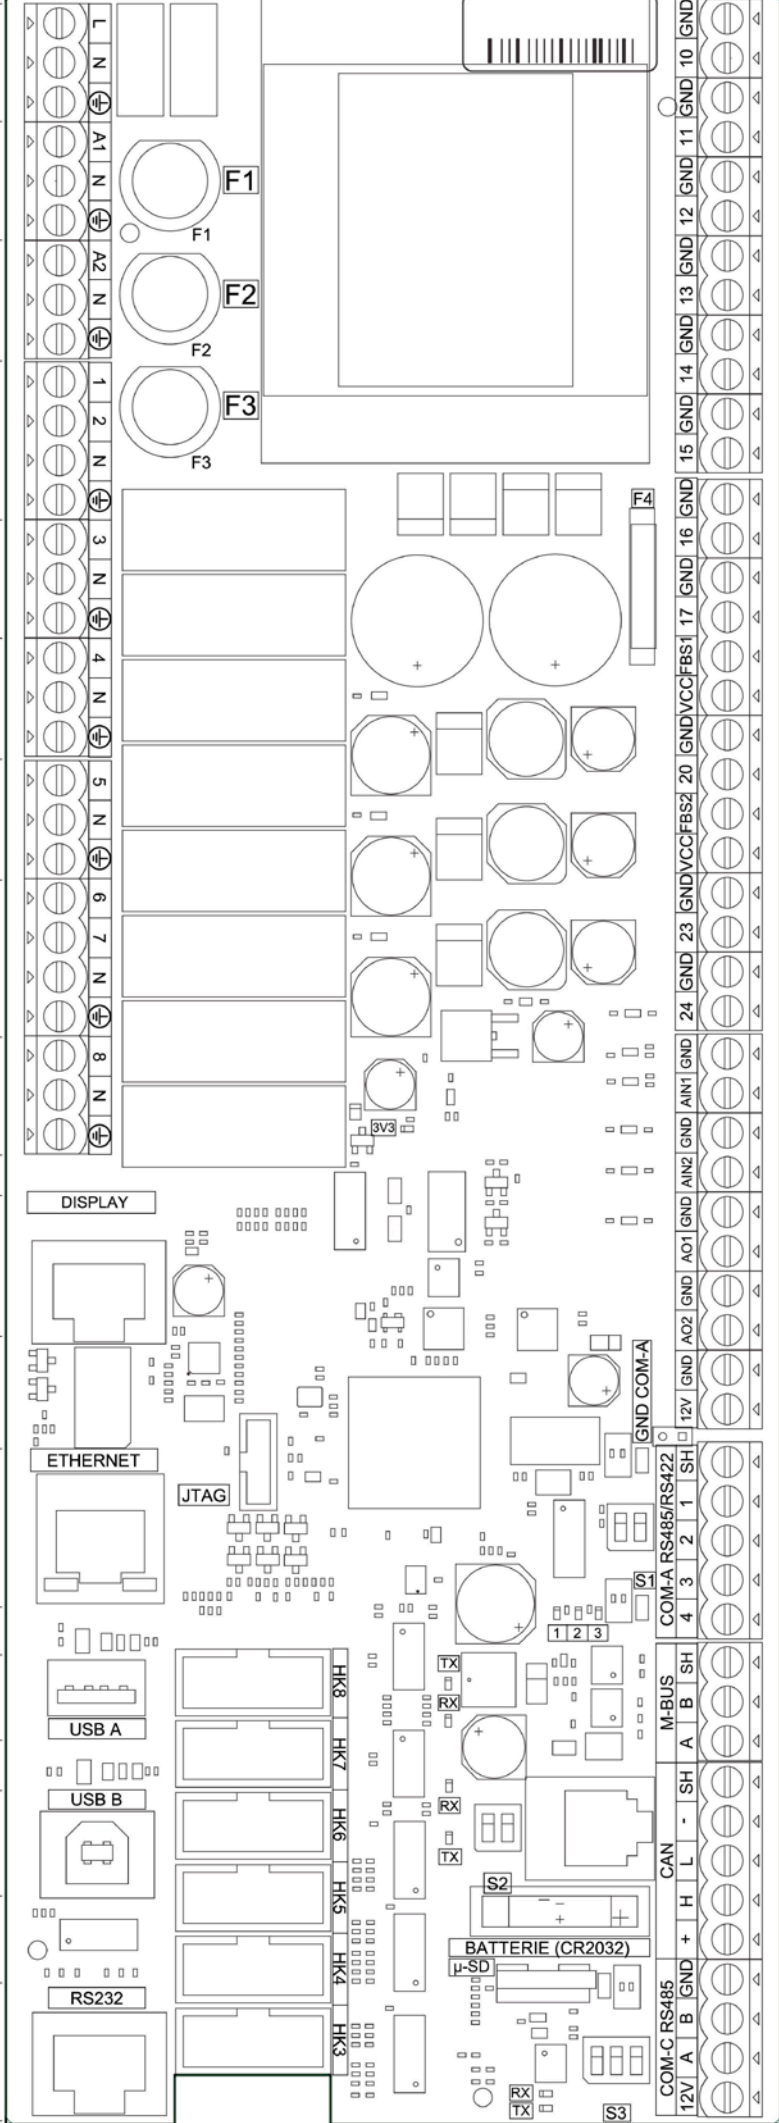 L
N
A1
N
A2
N
1
2
N
3
N
4
N
5
N
6
7
N
8
N
F1
F1
F2
F2
F3
F3
F4
3V3
DISPLAY
ETHERNET
JTAG
USB A
USB B
RS232
HK8
HK7
HK6
HK5
HK4
HK3
GND COM-A
S1
1 2 3
TX
RX
RX
TX
S2
BATTERIE (CR2032)
µ-SD
RX
TX
S3
GND
10
GND
11
GND
12
GND
13
GND
14
GND
15
GND
16
GND
17
FBS1
VCC
GND
20
FBS2
VCC
GND
23
GND
24
GND
AIN1
GND
AIN2
GND
AO1
GND
AO2
GND
12V
COM-A RS485/RS422
SH
1
2
3
4
M-BUS
SH
B
A
CAN
SH
-
L
H
+
COM-C RS485
GND
B
A
12V